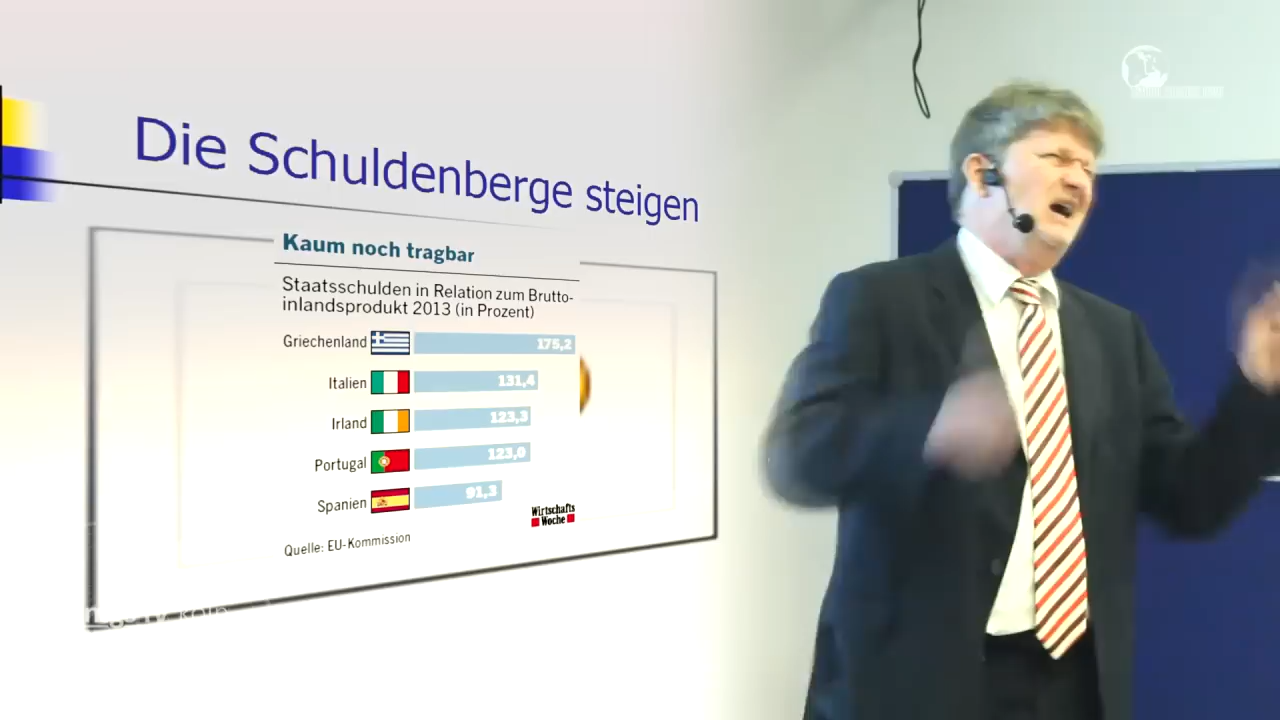 Die Schuldenberge steigen
Kaum noch tragbar
Staatsschulden in Relation zum Brutto-
inlandsprodukt 2013 (in Prozent)
Griechenland 175,2
Italien 131,4
Irland 123,3
Portugal 123,0
Spanien 91,3
Wirtschafts
Woche
Quelle: EU-Kommission